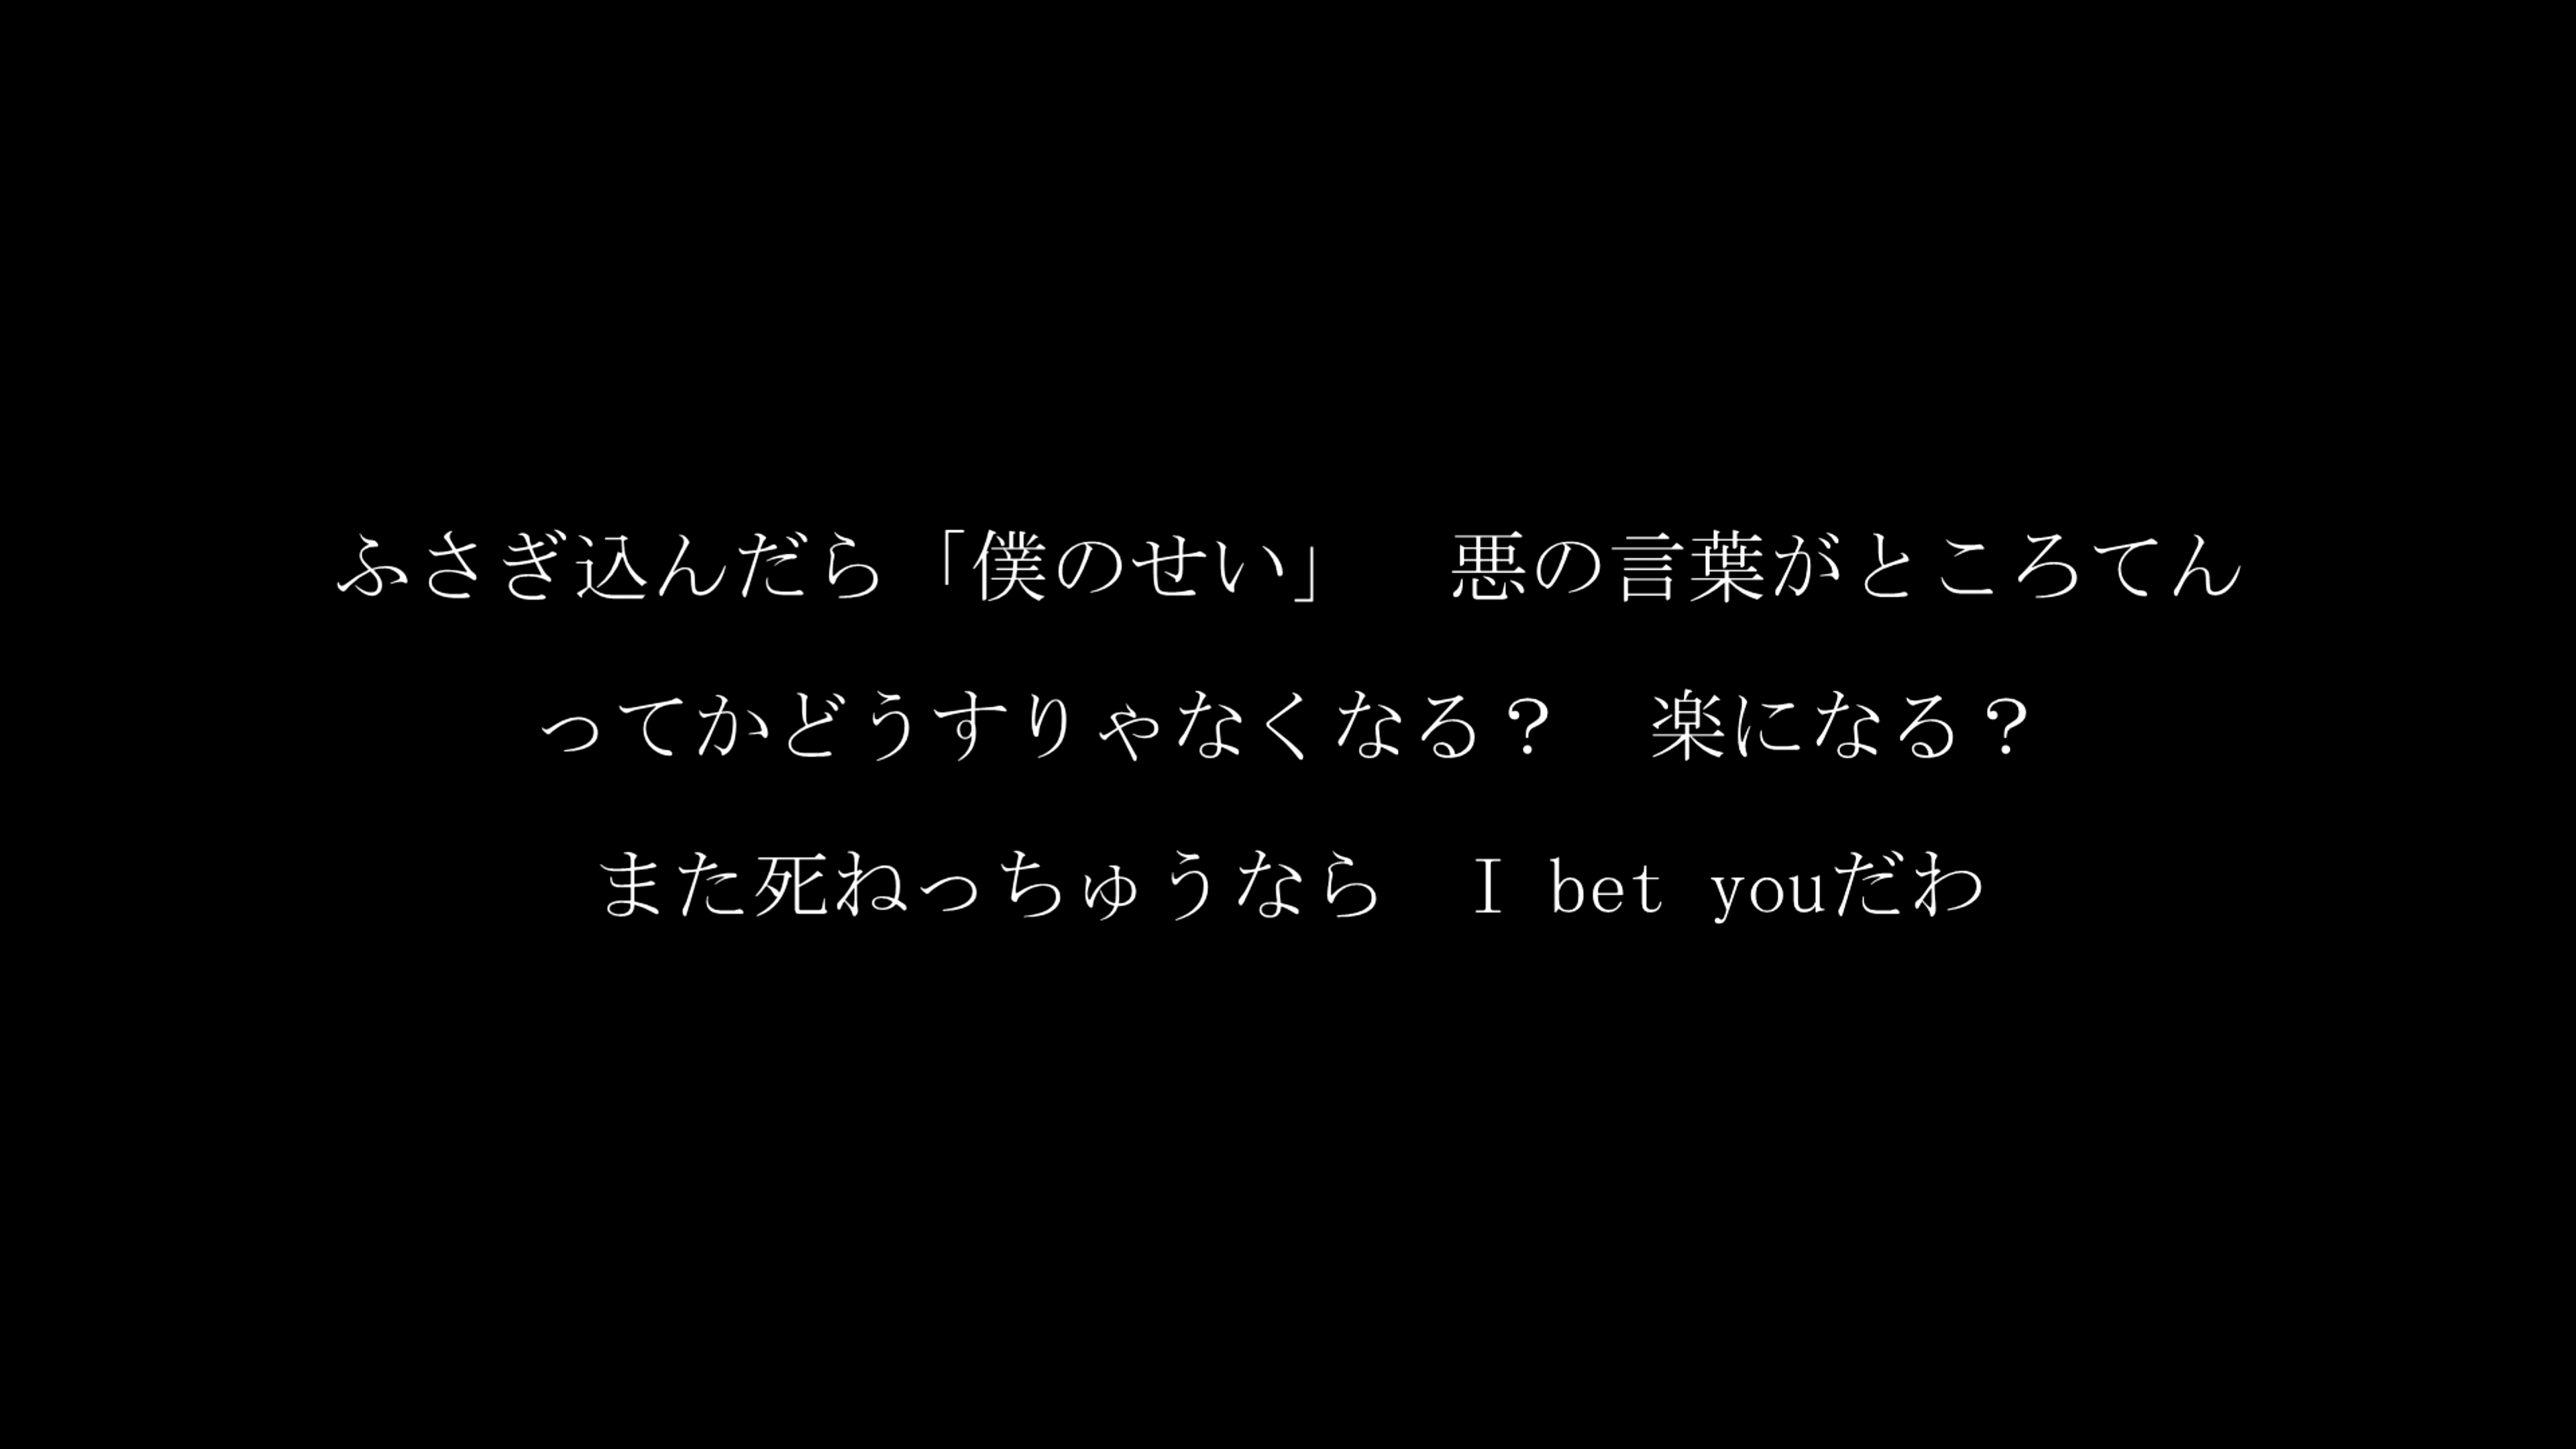 ふさぎ込んだら「僕のせい」　悪の言葉がところてん
ってかどうすりゃなくなる？　楽になる？
また死ねっちゅうなら　I bet youだわ